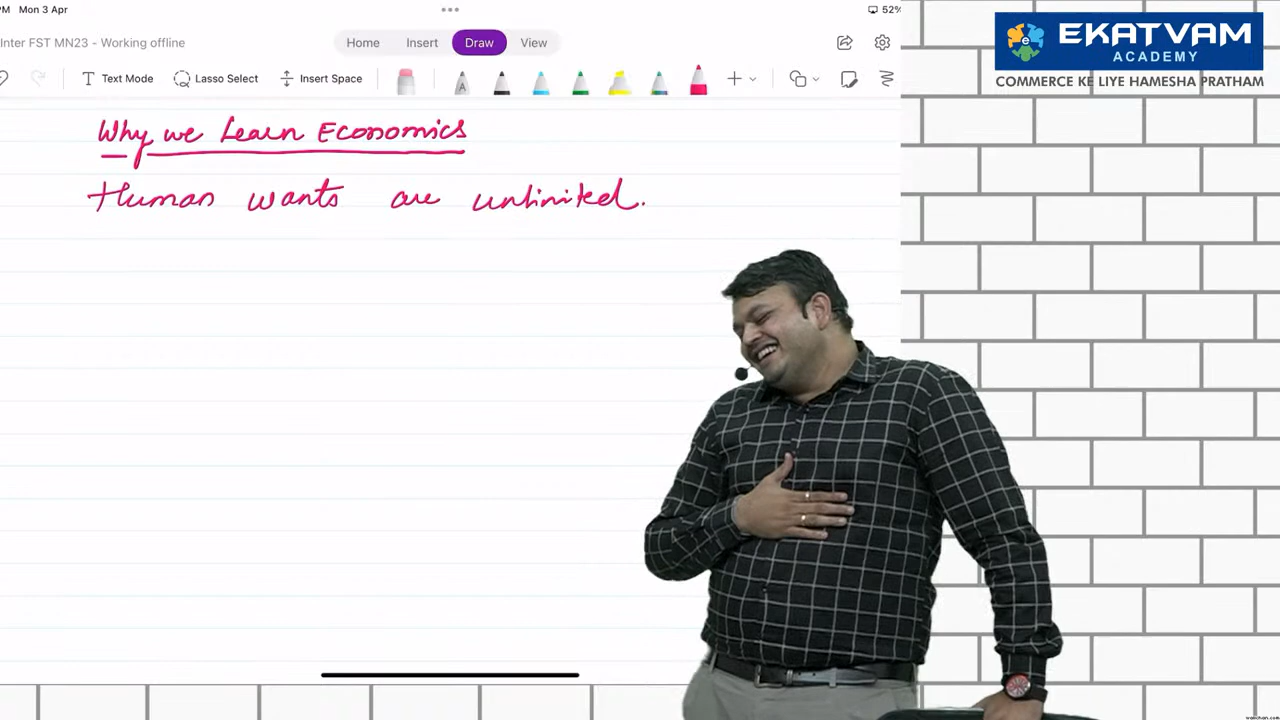 PM Mon 3 Apr
52%
Inter FST MN23 - Working offline
Home Insert Draw View
Text Mode Lasso Select Insert Space
EKATVAM
ACADEMY
COMMERCE KE LIYE HAMESHA PRATHAM
Why we Learn Economics
Human wants are unlimited.